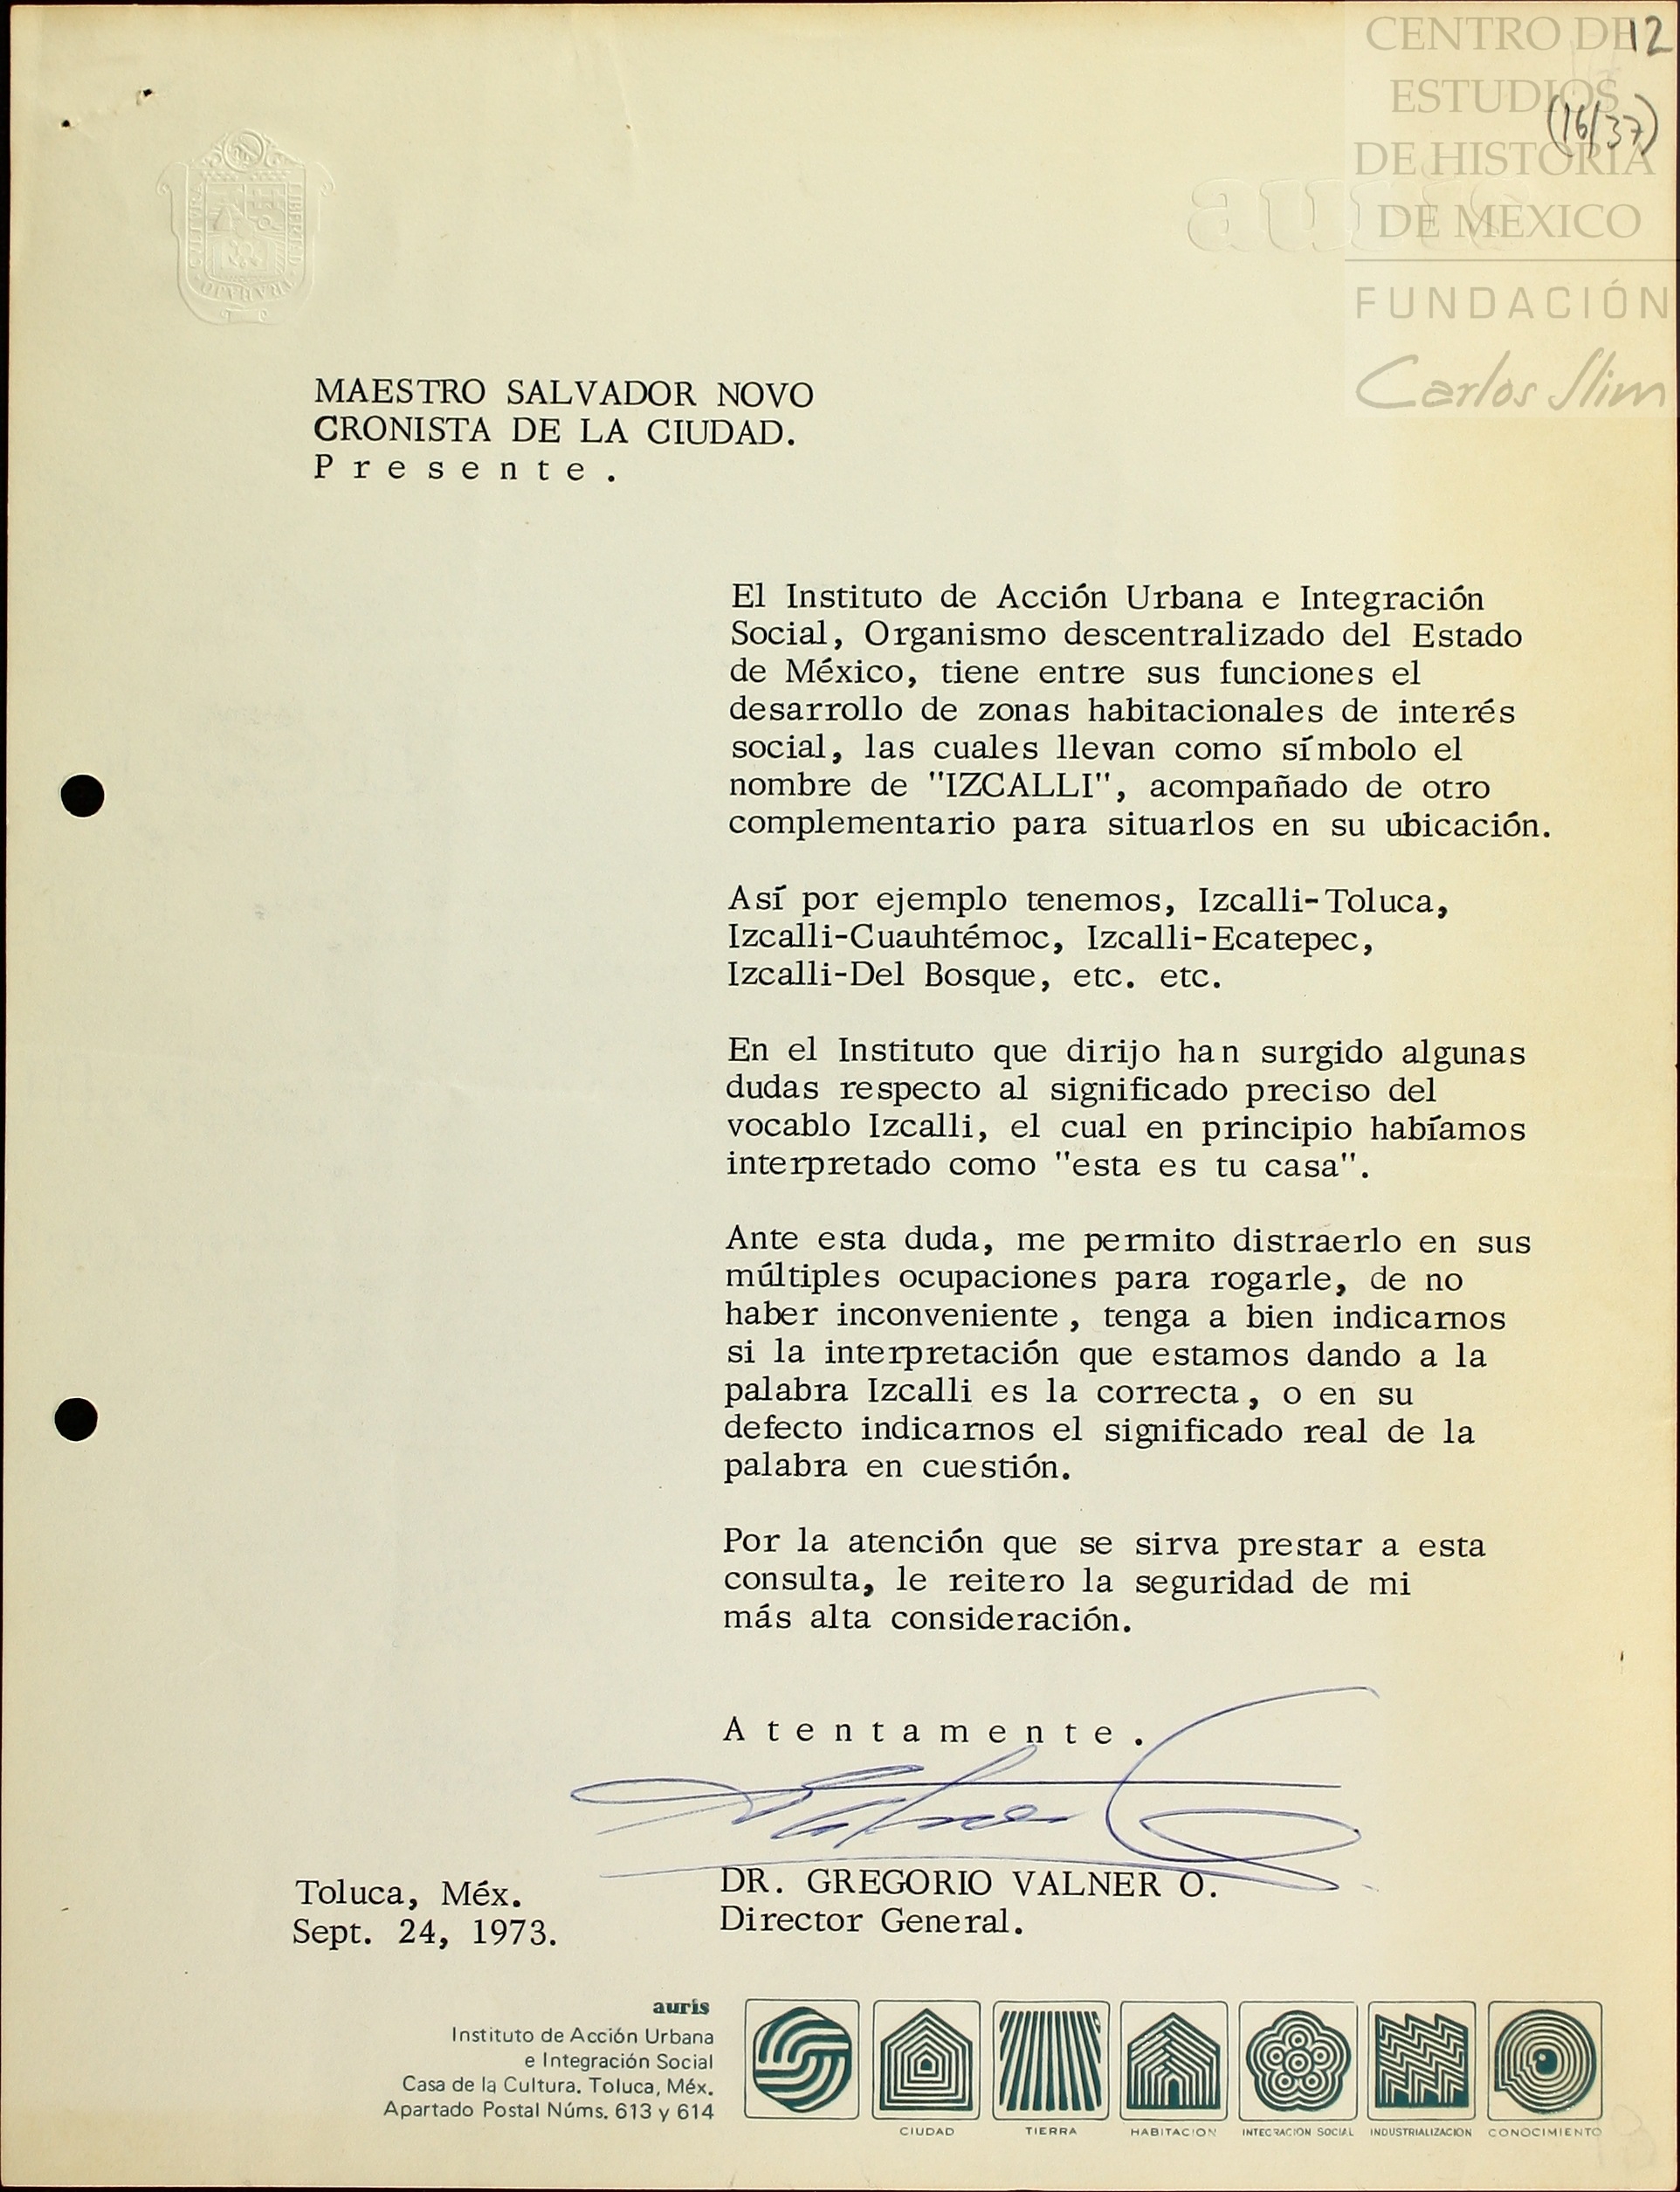 CENTRO DE
ESTUDIOS
DE HISTORIA
DE MEXICO
FUNDACIÓN
Carlos Slim
12
(16/37)
auris
CULTURA
LIBERTAD
TRABAJO
MAESTRO SALVADOR NOVO
CRONISTA DE LA CIUDAD.
P r e s e n t e .
El Instituto de Acción Urbana e Integración
Social, Organismo descentralizado del Estado
de México, tiene entre sus funciones el
desarrollo de zonas habitacionales de interés
social, las cuales llevan como símbolo el
nombre de "IZCALLI", acompañado de otro
complementario para situarlos en su ubicación.
Así por ejemplo tenemos, Izcalli-Toluca,
Izcalli-Cuauhtémoc, Izcalli-Ecatepec,
Izcalli-Del Bosque, etc. etc.
En el Instituto que dirijo han surgido algunas
dudas respecto al significado preciso del
vocablo Izcalli, el cual en principio habíamos
interpretado como "esta es tu casa".
Ante esta duda, me permito distraerlo en sus
múltiples ocupaciones para rogarle, de no
haber inconveniente, tenga a bien indicarnos
si la interpretación que estamos dando a la
palabra Izcalli es la correcta, o en su
defecto indicarnos el significado real de la
palabra en cuestión.
Por la atención que se sirva prestar a esta
consulta, le reitero la seguridad de mi
más alta consideración.
A t e n t a m e n t e .
DR. GREGORIO VALNER O.
Director General.
Toluca, Méx.
Sept. 24, 1973.
auris
Instituto de Acción Urbana
e Integración Social
Casa de la Cultura. Toluca, Méx.
Apartado Postal Núms. 613 y 614
CIUDAD
TIERRA
HABITACION
INTEGRACION SOCIAL
INDUSTRIALIZACION
CONOCIMIENTO